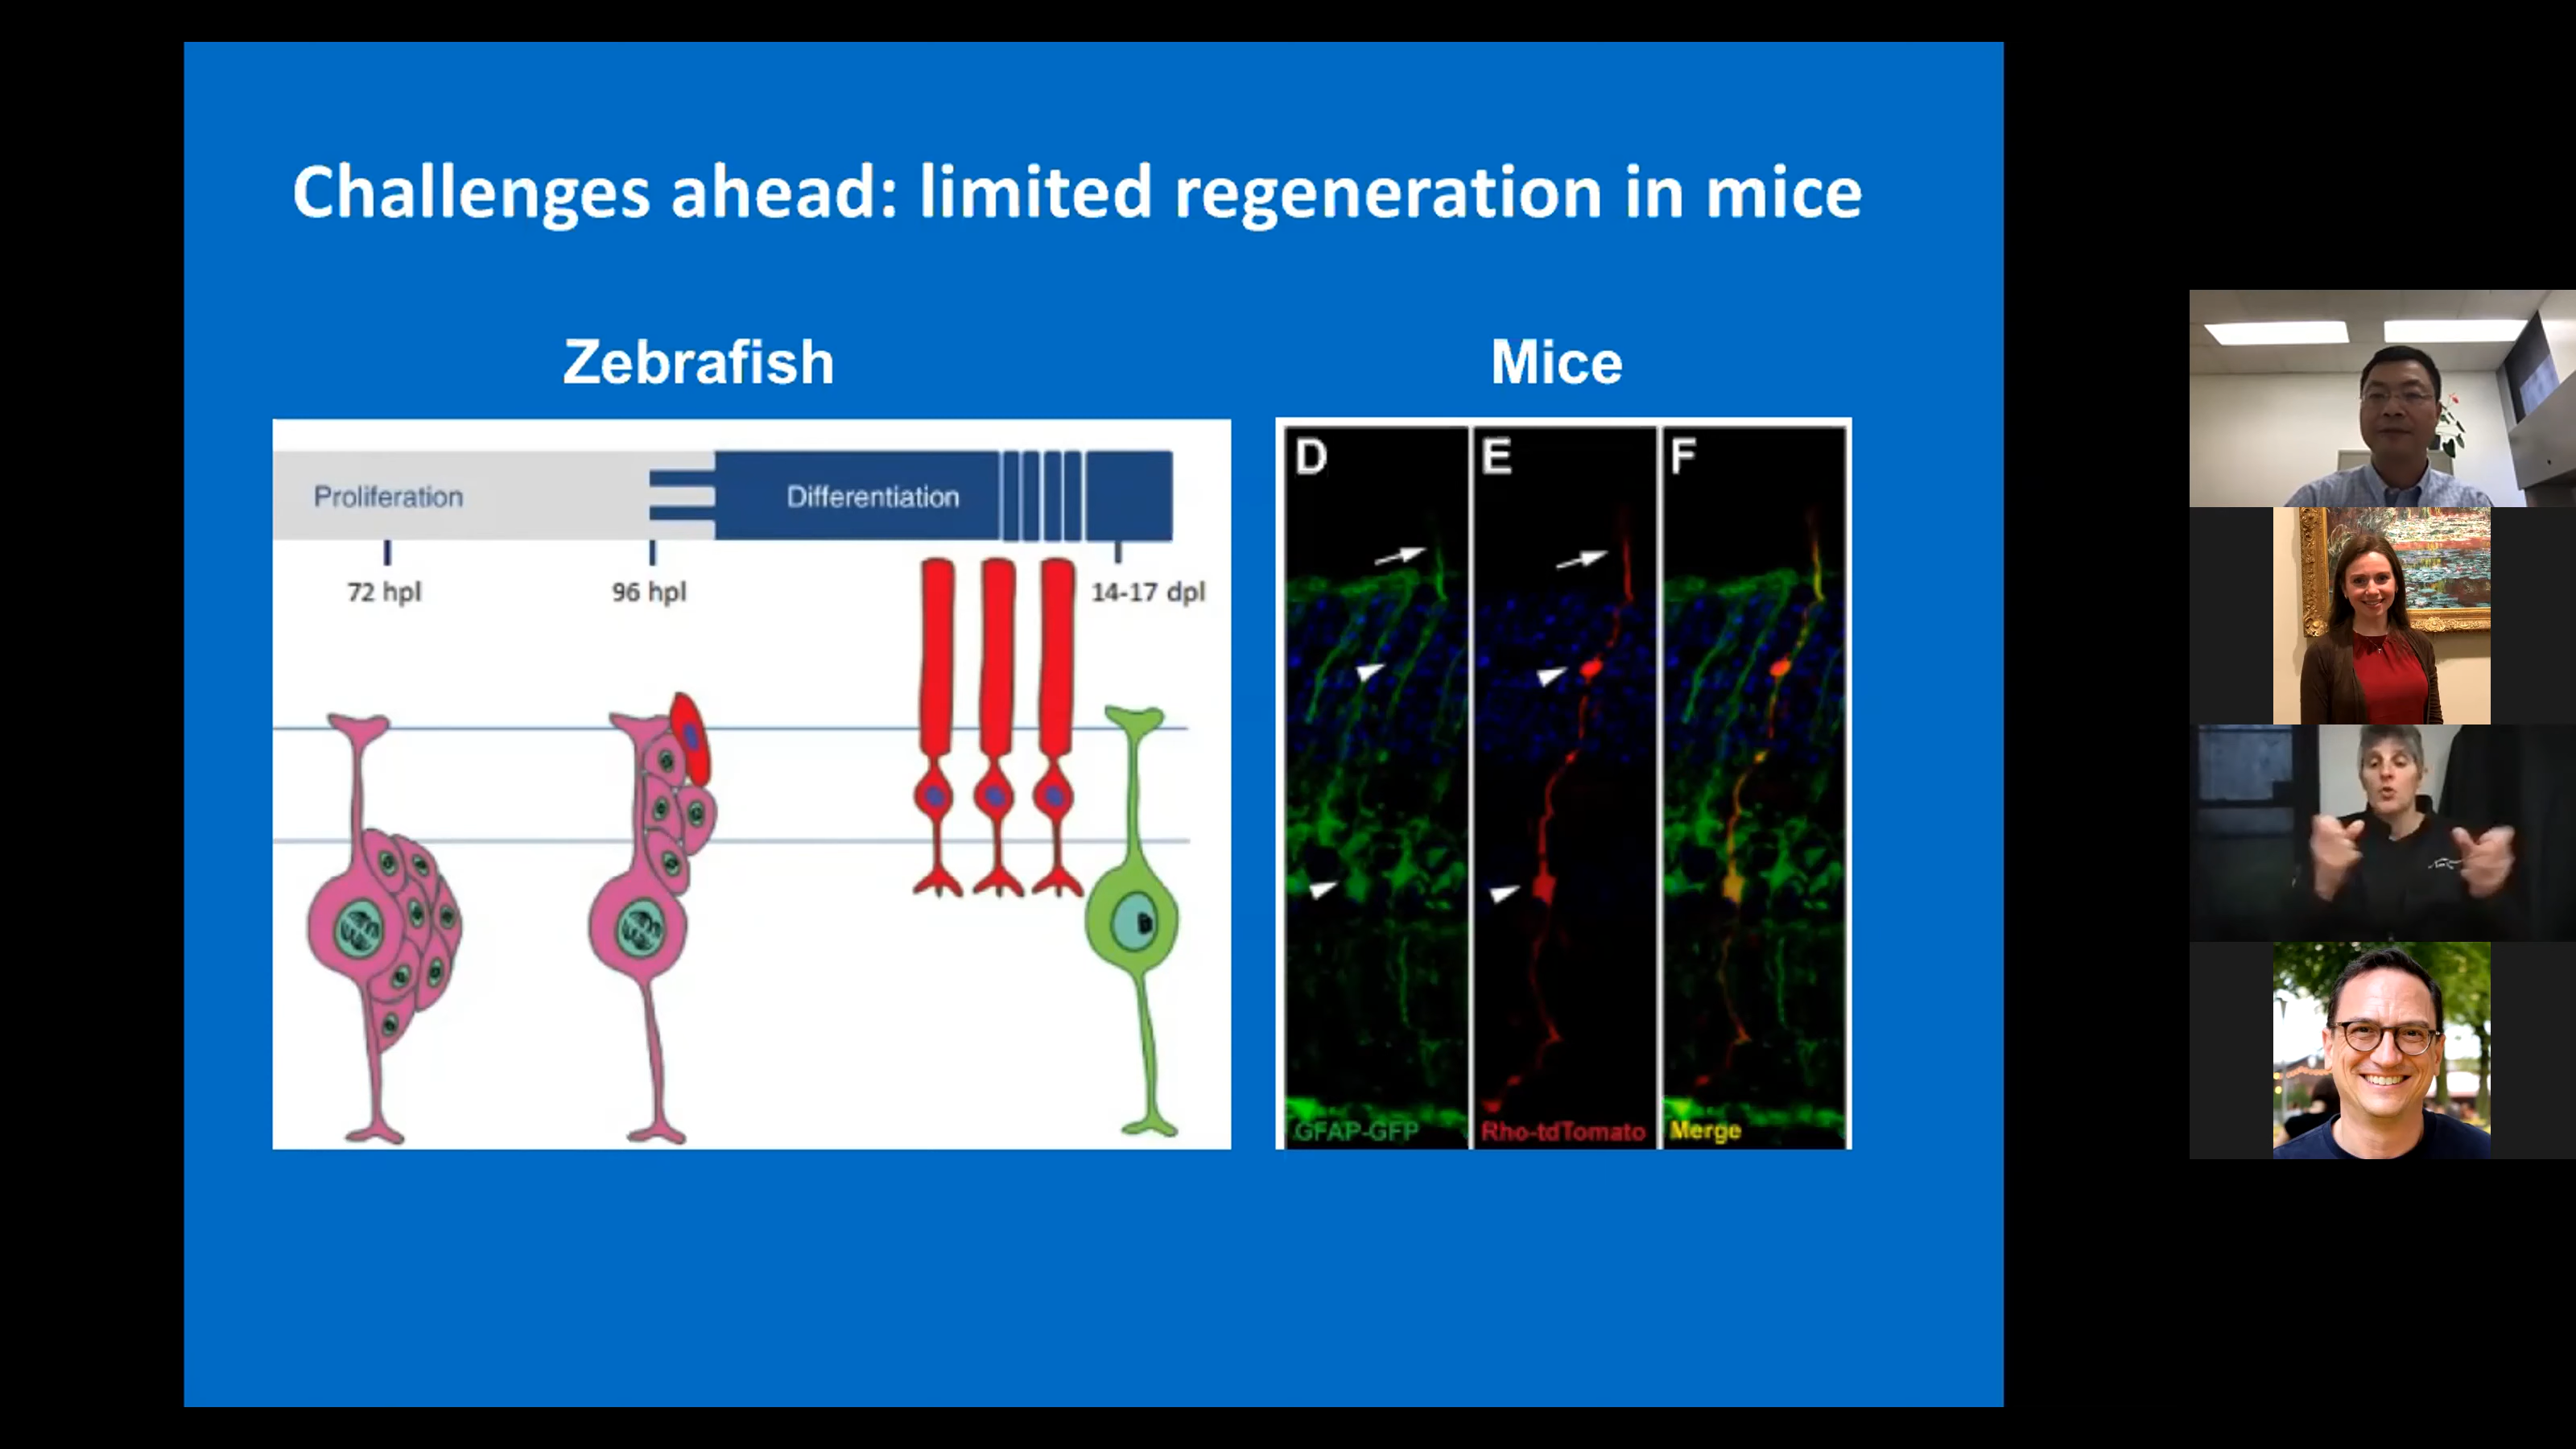 Challenges ahead: limited regeneration in mice
Zebrafish
Mice
Proliferation
Differentiation
72 hpl
96 hpl
14-17 dpl
D
E
F
GFAP-GFP
Rho-tdTomato
Merge